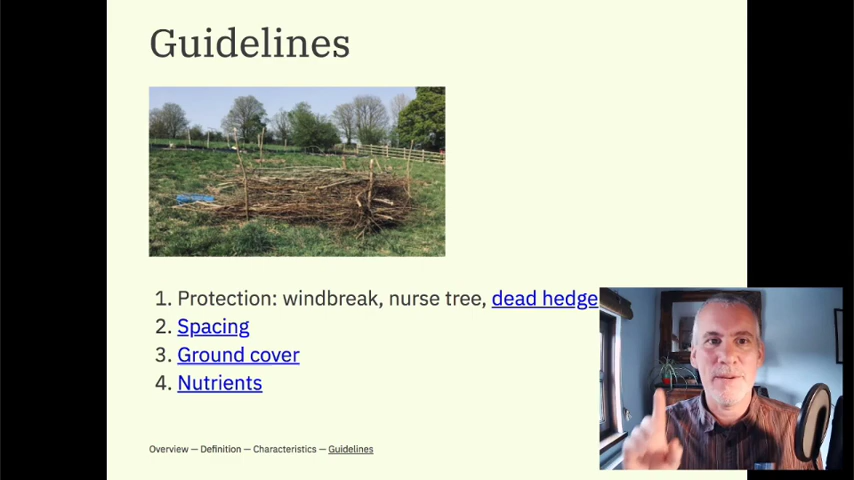 Guidelines
1. Protection: windbreak, nurse tree, dead hedge
2. Spacing
3. Ground cover
4. Nutrients
Overview — Definition — Characteristics — Guidelines